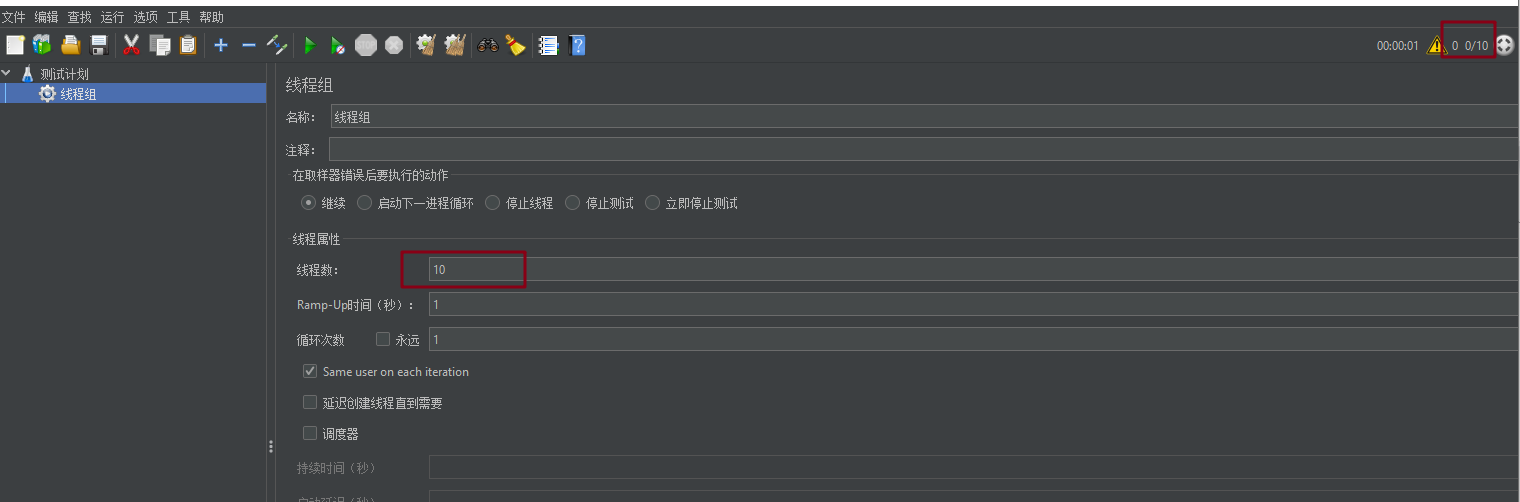 文件 编辑 查找 运行 选项 工具 帮助
00:00:01 0 0/10
测试计划
线程组
线程组
名称： 线程组
注释：
在取样器错误后要执行的动作
继续 启动下一进程循环 停止线程 停止测试 立即停止测试
线程属性
线程数： 10
Ramp-Up时间（秒）： 1
循环次数 永远 1
Same user on each iteration
延迟创建线程直到需要
调度器
持续时间（秒）
启动延迟（秒）